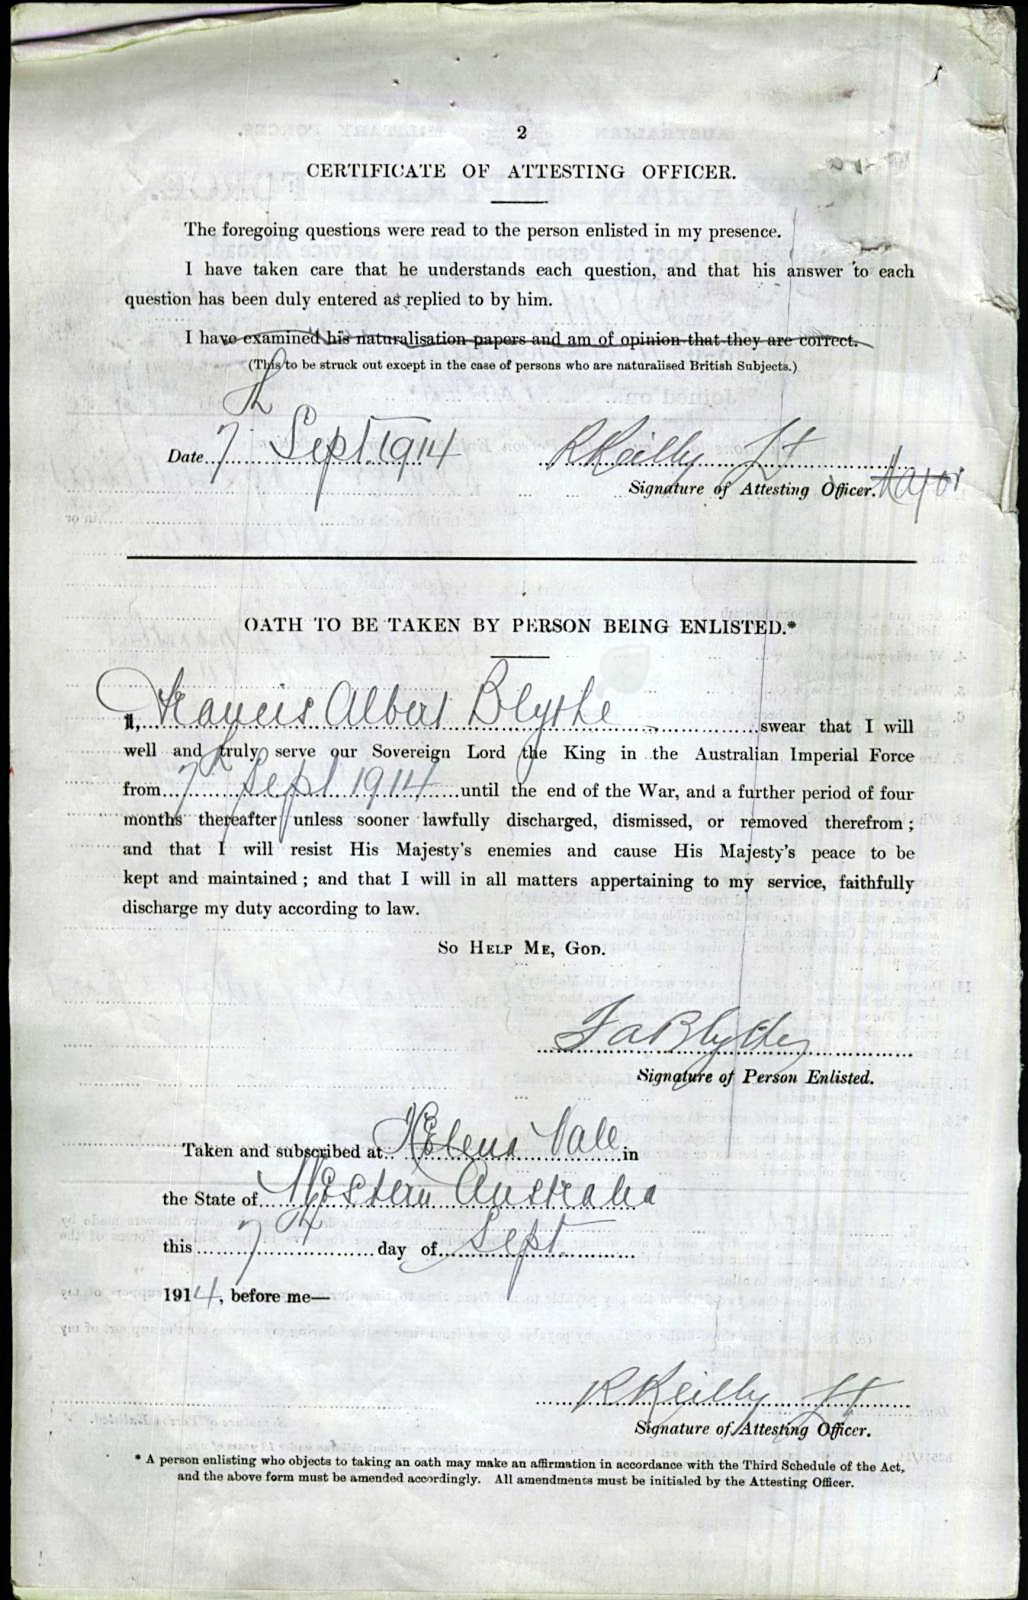 2
CERTIFICATE OF ATTESTING OFFICER.
The foregoing questions were read to the person enlisted in my presence.
I have taken care that he understands each question, and that his answer to each
question has been duly entered as replied to by him.
I have examined his naturalisation papers and am of opinion that they are correct.
(This to be struck out except in the case of persons who are naturalised British Subjects.)
Date 7th Sept. 1914 R Reilly Lt
Signature of Attesting Officer. Major
OATH TO BE TAKEN BY PERSON BEING ENLISTED.*
I, Francis Albert Blythe swear that I will
well and truly serve our Sovereign Lord the King in the Australian Imperial Force
from 7th Sept 1914 until the end of the War, and a further period of four
months thereafter unless sooner lawfully discharged, dismissed, or removed therefrom ;
and that I will resist His Majesty's enemies and cause His Majesty's peace to be
kept and maintained ; and that I will in all matters appertaining to my service, faithfully
discharge my duty according to law.
So Help Me, God.
F a Blythe
Signature of Person Enlisted.
Taken and subscribed at Helena Vale in
the State of Western Australia
this 7th day of Sept.
1914, before me—
R Reilly Lt
Signature of Attesting Officer.
* A person enlisting who objects to taking an oath may make an affirmation in accordance with the Third Schedule of the Act,
and the above form must be amended accordingly. All amendments must be initialed by the Attesting Officer.